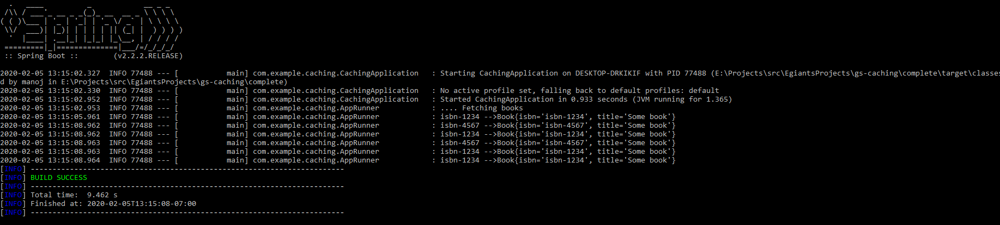 .   ____          _            __ _ _
 /\\ / ___'_ __ _ _(_)_ __  __ _ \ \ \ \
( ( )\___ | '_ | '_| | '_ \/ _` | \ \ \ \
 \\/  ___)| |_)| | | | | || (_| |  ) ) ) )
  '  |____| .__|_| |_|_| |_\__, | / / / /
 =========|_|==============|___/=/_/_/_/
 :: Spring Boot ::        (v2.2.2.RELEASE)
2020-02-05 13:15:02.327  INFO 77488 --- [           main] com.example.caching.CachingApplication   : Starting CachingApplication on DESKTOP-DRKIKIF with PID 77488 (E:\Projects\src\EgiantsProjects\gs-caching\complete\target\classes
d by manoj in E:\Projects\src\EgiantsProjects\gs-caching\complete)
2020-02-05 13:15:02.330  INFO 77488 --- [           main] com.example.caching.CachingApplication   : No active profile set, falling back to default profiles: default
2020-02-05 13:15:02.952  INFO 77488 --- [           main] com.example.caching.CachingApplication   : Started CachingApplication in 0.933 seconds (JVM running for 1.365)
2020-02-05 13:15:02.953  INFO 77488 --- [           main] com.example.caching.AppRunner            : .... Fetching books
2020-02-05 13:15:05.961  INFO 77488 --- [           main] com.example.caching.AppRunner            : isbn-1234 -->Book{isbn='isbn-1234', title='Some book'}
2020-02-05 13:15:08.962  INFO 77488 --- [           main] com.example.caching.AppRunner            : isbn-4567 -->Book{isbn='isbn-4567', title='Some book'}
2020-02-05 13:15:08.962  INFO 77488 --- [           main] com.example.caching.AppRunner            : isbn-1234 -->Book{isbn='isbn-1234', title='Some book'}
2020-02-05 13:15:08.963  INFO 77488 --- [           main] com.example.caching.AppRunner            : isbn-4567 -->Book{isbn='isbn-4567', title='Some book'}
2020-02-05 13:15:08.963  INFO 77488 --- [           main] com.example.caching.AppRunner            : isbn-1234 -->Book{isbn='isbn-1234', title='Some book'}
2020-02-05 13:15:08.964  INFO 77488 --- [           main] com.example.caching.AppRunner            : isbn-1234 -->Book{isbn='isbn-1234', title='Some book'}
[INFO] ------------------------------------------------------------------------
[INFO] BUILD SUCCESS
[INFO] ------------------------------------------------------------------------
[INFO] Total time:  9.462 s
[INFO] Finished at: 2020-02-05T13:15:08-07:00
[INFO] ------------------------------------------------------------------------